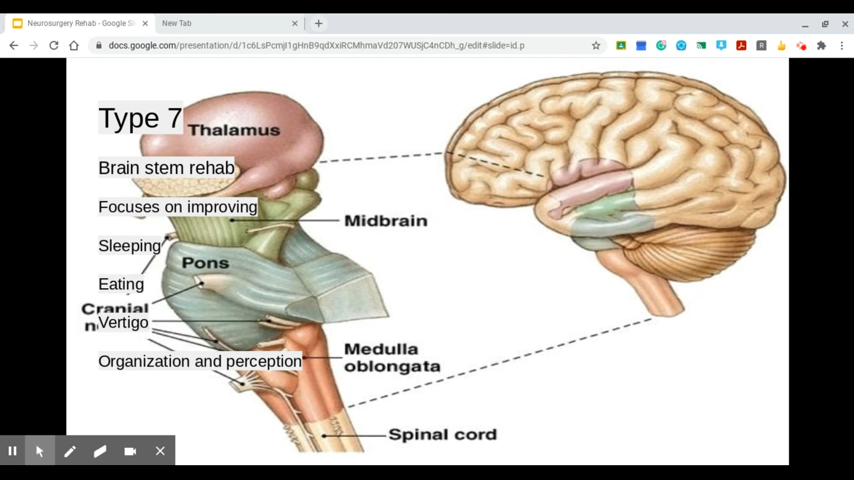 Neurosurgery Rehab - Google Sl
New Tab
docs.google.com/presentation/d/1c6LsPcmjI1gHnB9qdXxiRCMhmaVd207WUSjC4nCDh_g/edit#slide=id.p
Type 7
Thalamus
Brain stem rehab
Focuses on improving
Midbrain
Sleeping
Pons
Eating
Cranial
Vertigo
Medulla
oblongata
Organization and perception
Spinal cord